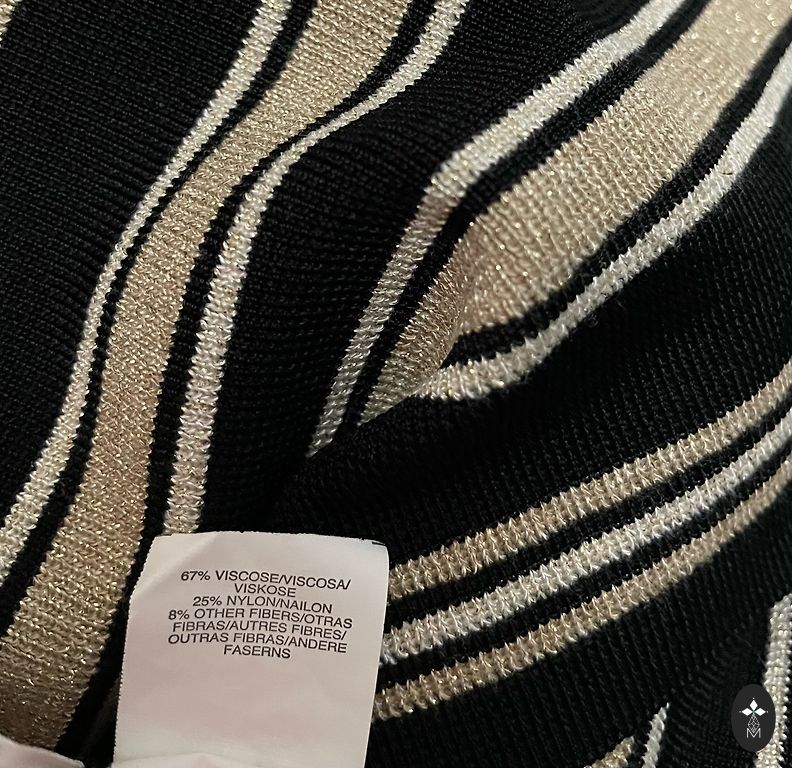 67% VISCOSE/VISCOSA/
VISKOSE
25% NYLON/NAILON
8% OTHER FIBERS/OTRAS
FIBRAS/AUTRES FIBRES/
OUTRAS FIBRAS/ANDERE
FASERNS
M